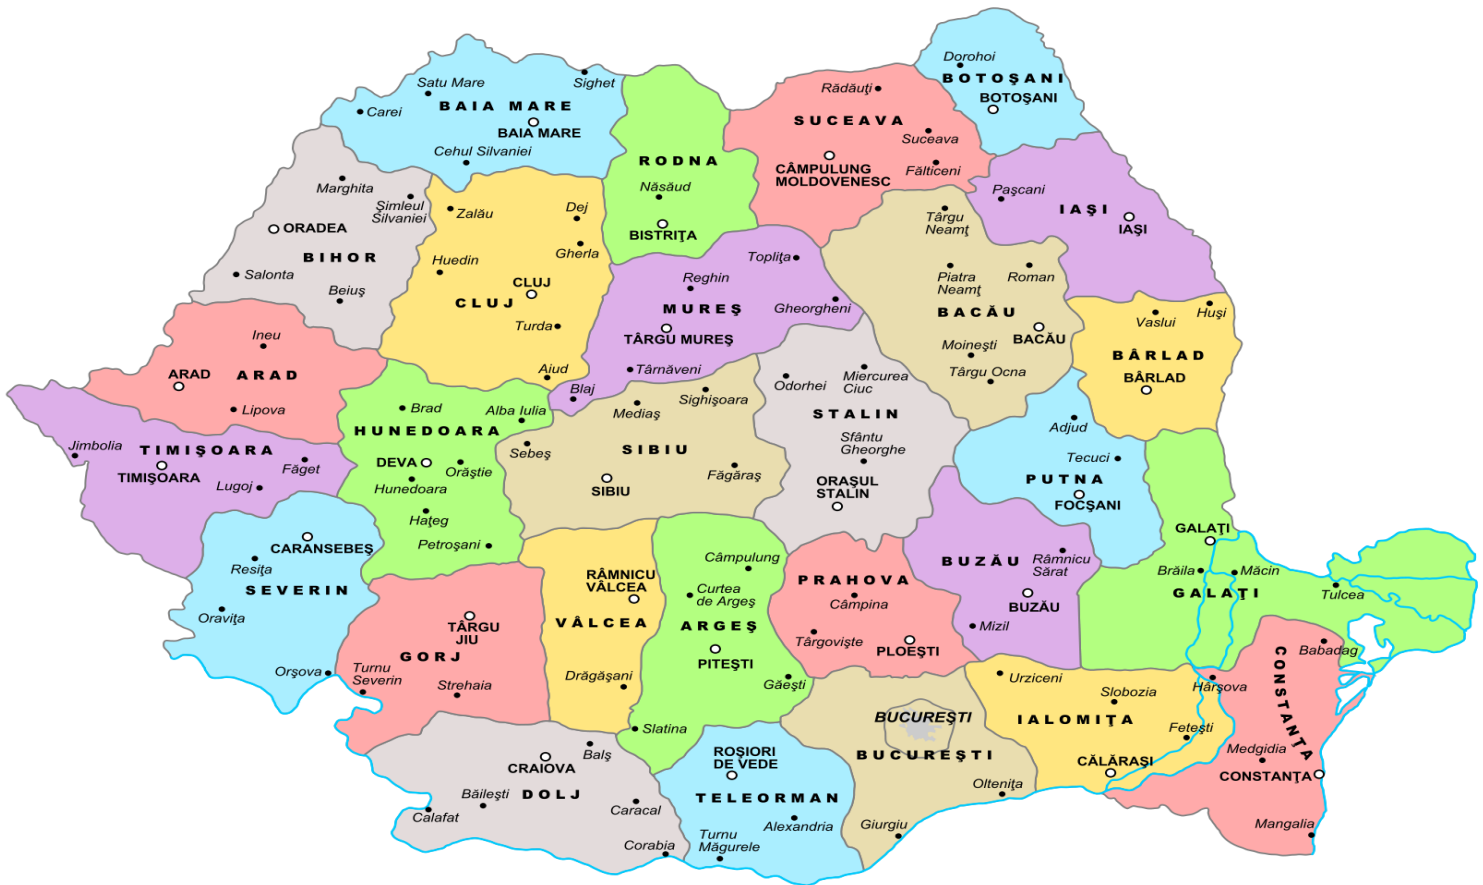 Dorohoi
BOTOŞANI
BOTOŞANI
Satu Mare
Sighet
Carei
BAIA MARE
BAIA MARE
Cehul Silvaniei
Rădăuţi
SUCEAVA
Suceava
CÂMPULUNG
MOLDOVENESC
Fălticeni
RODNA
Năsăud
BISTRIŢA
Marghita
Şimleul
Silvaniei
ORADEA
BIHOR
Salonta
Beiuş
Zalău
Dej
Gherla
Huedin
CLUJ
CLUJ
Turda
Aiud
Paşcani
IAŞI
IAŞI
Târgu
Neamţ
Piatra
Neamţ
Roman
BACĂU
BACĂU
Moineşti
Târgu Ocna
Topliţa
Reghin
Gheorgheni
MUREŞ
TÂRGU MUREŞ
Târnăveni
Blaj
Huşi
Vaslui
BÂRLAD
BÂRLAD
Ineu
ARAD
ARAD
Lipova
Jimbolia
TIMIŞOARA
TIMIŞOARA
Făget
Lugoj
Brad
Alba Iulia
HUNEDOARA
DEVA
Orăştie
Hunedoara
Haţeg
Petroşani
Mediaş
Sighişoara
Sebeş
SIBIU
SIBIU
Făgăraş
Odorhei
Miercurea
Ciuc
STALIN
Sfântu
Gheorghe
ORAŞUL
STALIN
Adjud
Tecuci
PUTNA
FOCŞANI
CARANSEBEŞ
Resiţa
SEVERIN
Oraviţa
Orşova
TÂRGU
JIU
GORJ
Turnu
Severin
Strehaia
RÂMNICU
VÂLCEA
VÂLCEA
Drăgăşani
Câmpulung
Curtea
de Argeş
ARGEŞ
PITEŞTI
Găeşti
Slatina
PRAHOVA
Câmpina
Târgovişte
PLOEŞTI
BUZĂU
Râmnicu
Sărat
BUZĂU
Mizil
GALAŢI
Brăila
Măcin
GALAŢI
Tulcea
Babadag
CONSTANŢA
Hârşova
Medgidia
CONSTANŢA
Mangalia
Urziceni
Slobozia
IALOMIŢA
Feteşti
CĂLĂRAŞI
BUCUREŞTI
BUCUREŞTI
Olteniţa
Giurgiu
ROŞIORI
DE VEDE
TELEORMAN
Alexandria
Turnu
Măgurele
CRAIOVA
Balş
DOLJ
Băileşti
Calafat
Caracal
Corabia